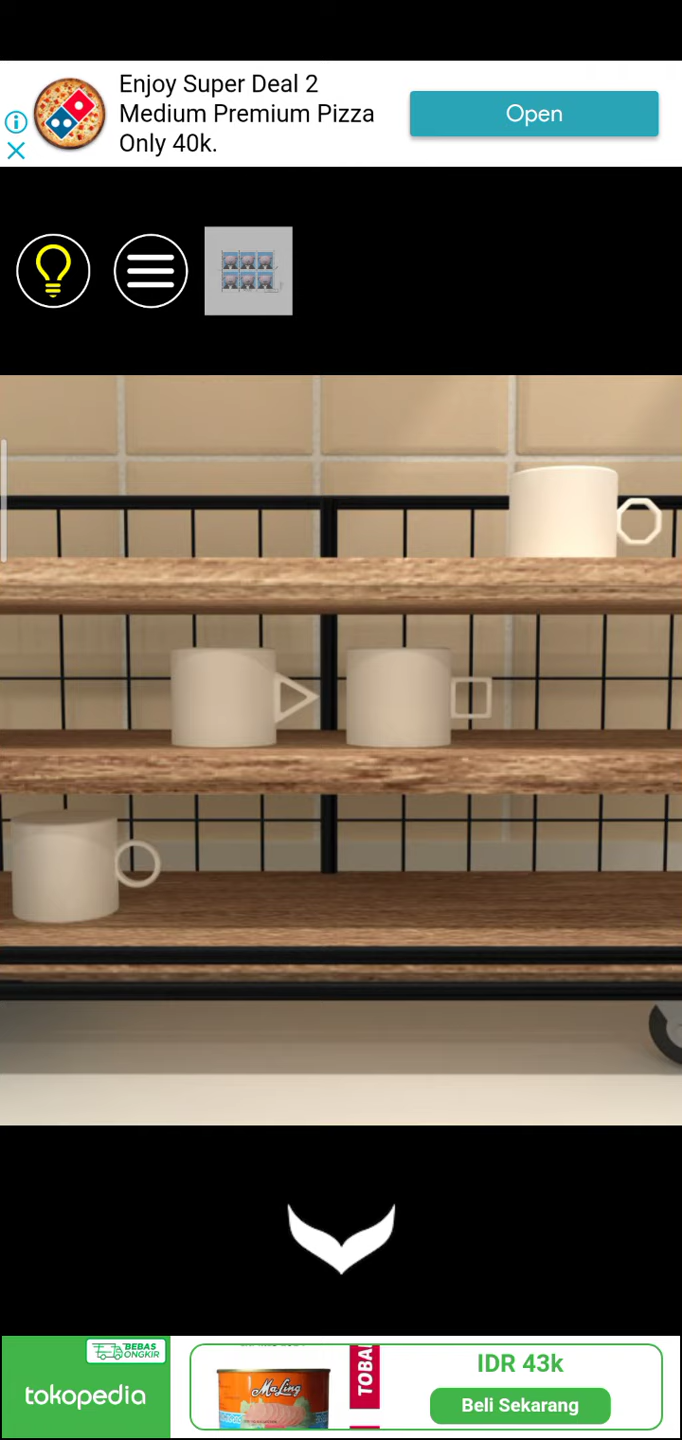 Enjoy Super Deal 2
Medium Premium Pizza
Only 40k.
Open
BEBAS
ONGKIR
tokopedia
MaLing
TOBA
IDR 43k
Beli Sekarang